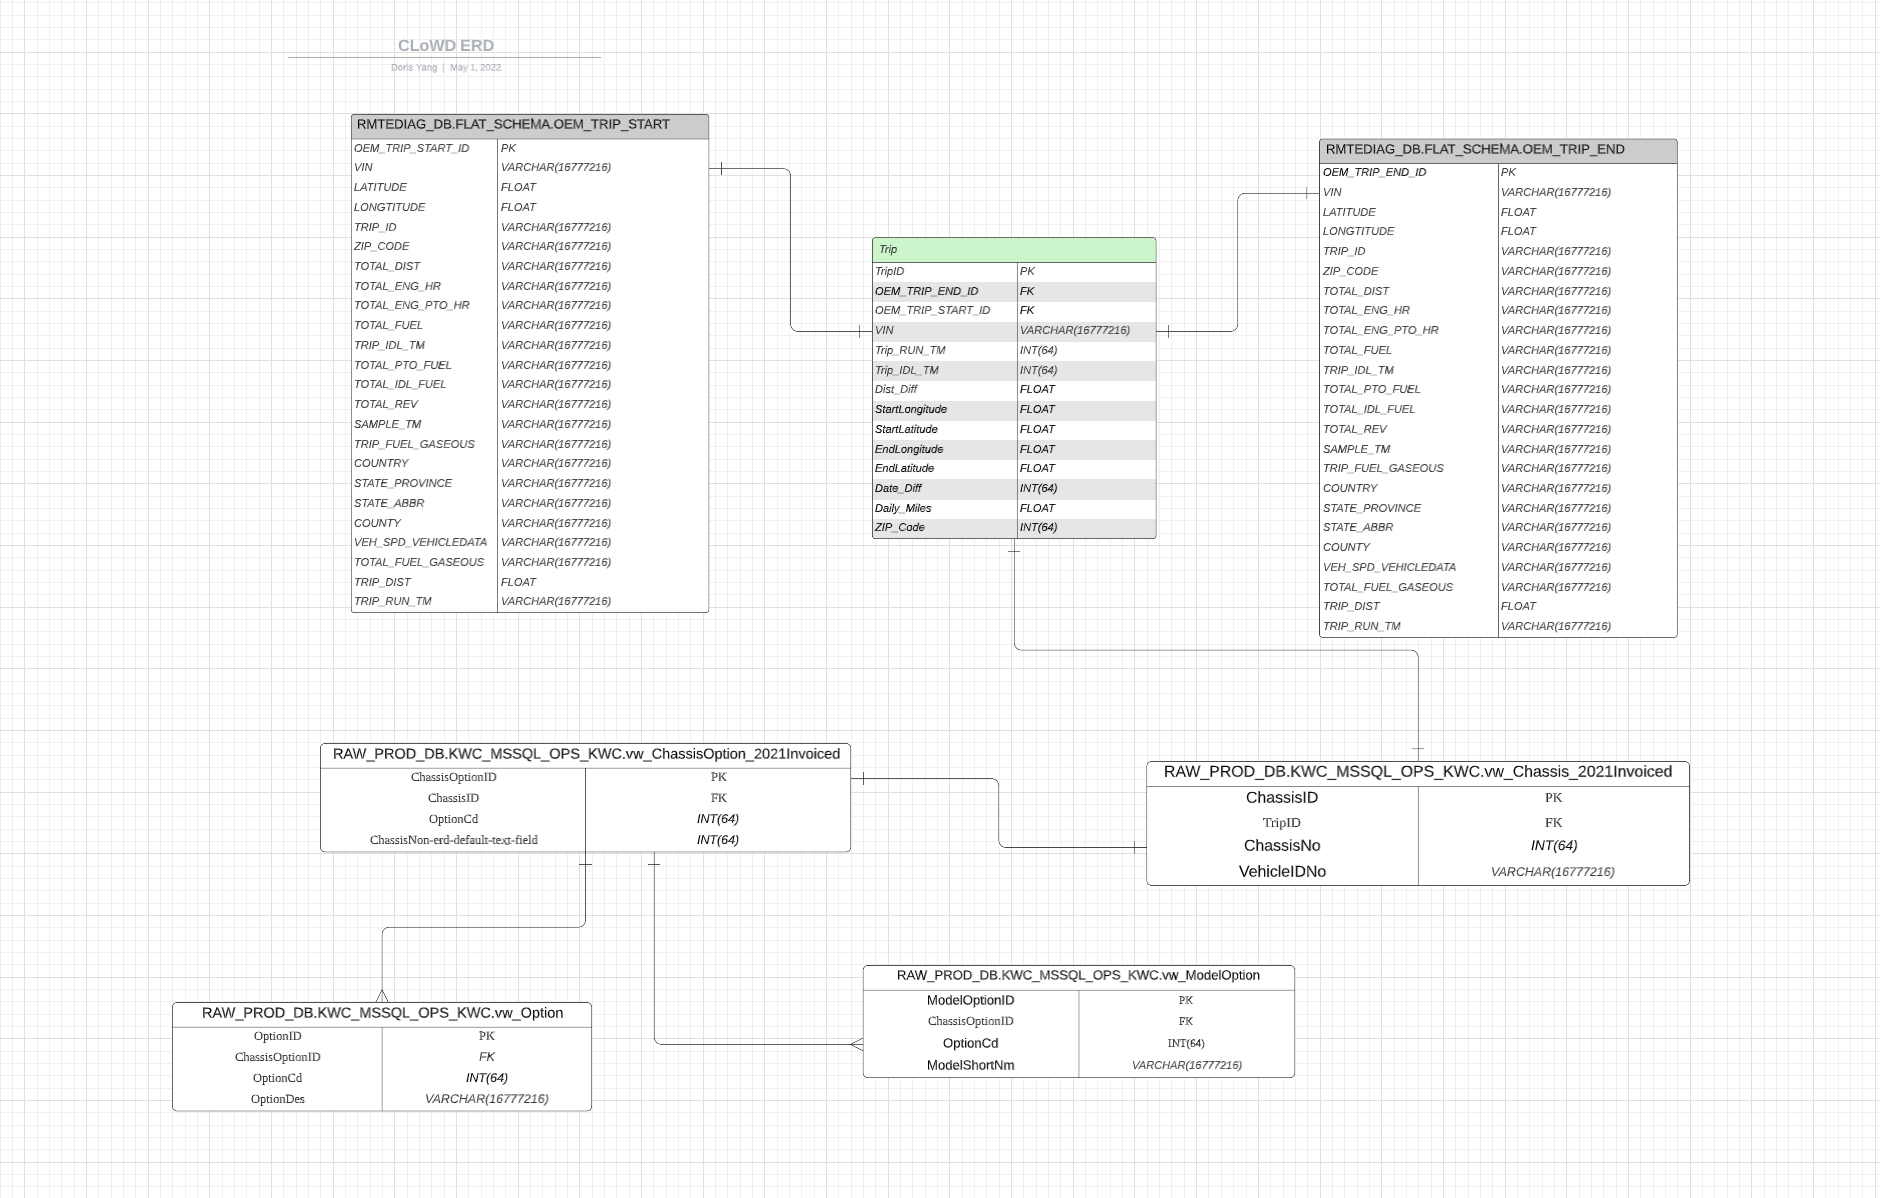 CLoWD ERD
Doris Yang | May 1, 2022
RMTEDIAG_DB.FLAT_SCHEMA.OEM_TRIP_START
OEM_TRIP_START_ID PK
VIN VARCHAR(16777216)
LATITUDE FLOAT
LONGTITUDE FLOAT
TRIP_ID VARCHAR(16777216)
ZIP_CODE VARCHAR(16777216)
TOTAL_DIST VARCHAR(16777216)
TOTAL_ENG_HR VARCHAR(16777216)
TOTAL_ENG_PTO_HR VARCHAR(16777216)
TOTAL_FUEL VARCHAR(16777216)
TRIP_IDL_TM VARCHAR(16777216)
TOTAL_PTO_FUEL VARCHAR(16777216)
TOTAL_IDL_FUEL VARCHAR(16777216)
TOTAL_REV VARCHAR(16777216)
SAMPLE_TM VARCHAR(16777216)
TRIP_FUEL_GASEOUS VARCHAR(16777216)
COUNTRY VARCHAR(16777216)
STATE_PROVINCE VARCHAR(16777216)
STATE_ABBR VARCHAR(16777216)
COUNTY VARCHAR(16777216)
VEH_SPD_VEHICLEDATA VARCHAR(16777216)
TOTAL_FUEL_GASEOUS VARCHAR(16777216)
TRIP_DIST FLOAT
TRIP_RUN_TM VARCHAR(16777216)
Trip
TripID PK
OEM_TRIP_END_ID FK
OEM_TRIP_START_ID FK
VIN VARCHAR(16777216)
Trip_RUN_TM INT(64)
Trip_IDL_TM INT(64)
Dist_Diff FLOAT
StartLongitude FLOAT
StartLatitude FLOAT
EndLongitude FLOAT
EndLatitude FLOAT
Date_Diff INT(64)
Daily_Miles FLOAT
ZIP_Code INT(64)
RMTEDIAG_DB.FLAT_SCHEMA.OEM_TRIP_END
OEM_TRIP_END_ID PK
VIN VARCHAR(16777216)
LATITUDE FLOAT
LONGTITUDE FLOAT
TRIP_ID VARCHAR(16777216)
ZIP_CODE VARCHAR(16777216)
TOTAL_DIST VARCHAR(16777216)
TOTAL_ENG_HR VARCHAR(16777216)
TOTAL_ENG_PTO_HR VARCHAR(16777216)
TOTAL_FUEL VARCHAR(16777216)
TRIP_IDL_TM VARCHAR(16777216)
TOTAL_PTO_FUEL VARCHAR(16777216)
TOTAL_IDL_FUEL VARCHAR(16777216)
TOTAL_REV VARCHAR(16777216)
SAMPLE_TM VARCHAR(16777216)
TRIP_FUEL_GASEOUS VARCHAR(16777216)
COUNTRY VARCHAR(16777216)
STATE_PROVINCE VARCHAR(16777216)
STATE_ABBR VARCHAR(16777216)
COUNTY VARCHAR(16777216)
VEH_SPD_VEHICLEDATA VARCHAR(16777216)
TOTAL_FUEL_GASEOUS VARCHAR(16777216)
TRIP_DIST FLOAT
TRIP_RUN_TM VARCHAR(16777216)
RAW_PROD_DB.KWC_MSSQL_OPS_KWC.vw_ChassisOption_2021Invoiced
ChassisOptionID PK
ChassisID FK
OptionCd INT(64)
ChassisNon-erd-default-text-field INT(64)
RAW_PROD_DB.KWC_MSSQL_OPS_KWC.vw_Chassis_2021Invoiced
ChassisID PK
TripID FK
ChassisNo INT(64)
VehicleIDNo VARCHAR(16777216)
RAW_PROD_DB.KWC_MSSQL_OPS_KWC.vw_ModelOption
ModelOptionID PK
ChassisOptionID FK
OptionCd INT(64)
ModelShortNm VARCHAR(16777216)
RAW_PROD_DB.KWC_MSSQL_OPS_KWC.vw_Option
OptionID PK
ChassisOptionID FK
OptionCd INT(64)
OptionDes VARCHAR(16777216)